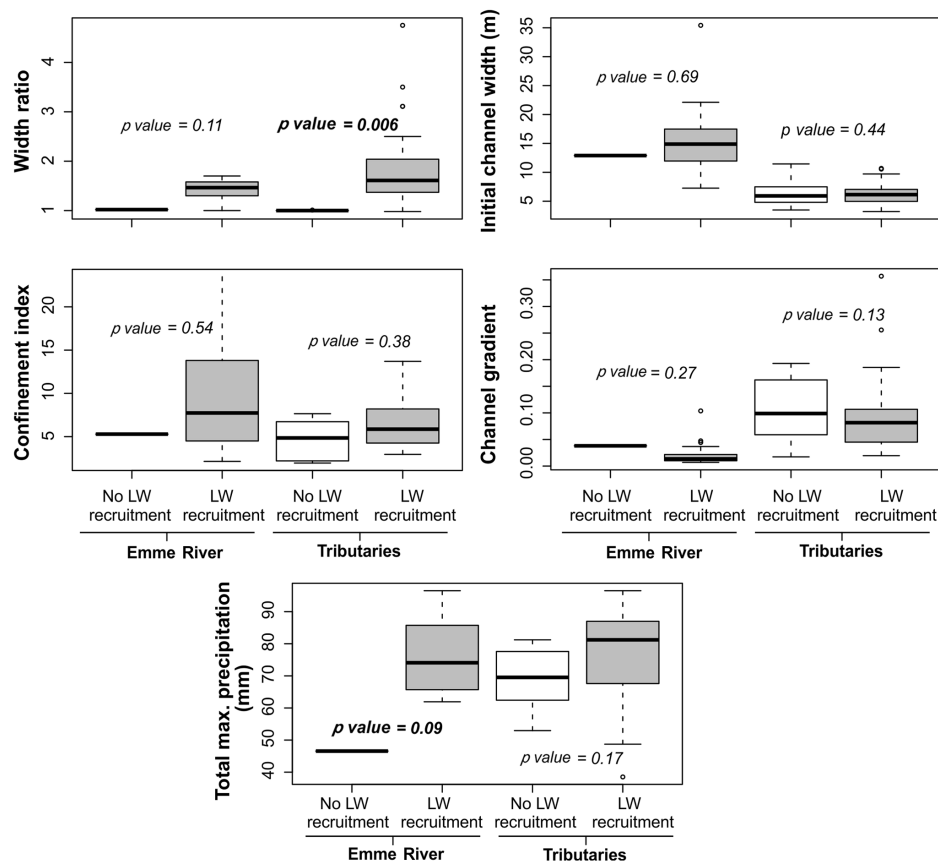 Width ratio
4
3
2
1
p value = 0.11
p value = 0.006
Initial channel width (m)
35
30
25
20
15
10
5
p value = 0.69
p value = 0.44
Confinement index
20
15
10
5
p value = 0.54
p value = 0.38
No LW recruitment
LW recruitment
No LW recruitment
LW recruitment
Emme River
Tributaries
Channel gradient
0.30
0.20
0.10
0.00
p value = 0.27
p value = 0.13
No LW recruitment
LW recruitment
No LW recruitment
LW recruitment
Emme River
Tributaries
Total max. precipitation
(mm)
90
80
70
60
50
40
p value = 0.09
p value = 0.17
No LW recruitment
LW recruitment
No LW recruitment
LW recruitment
Emme River
Tributaries